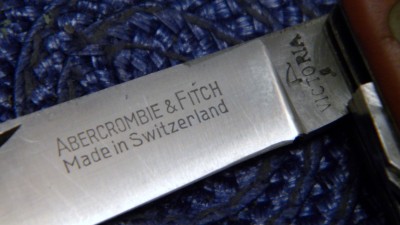 ABERCROMBIE & FITCH
Made in Switzerland
VICTORIA